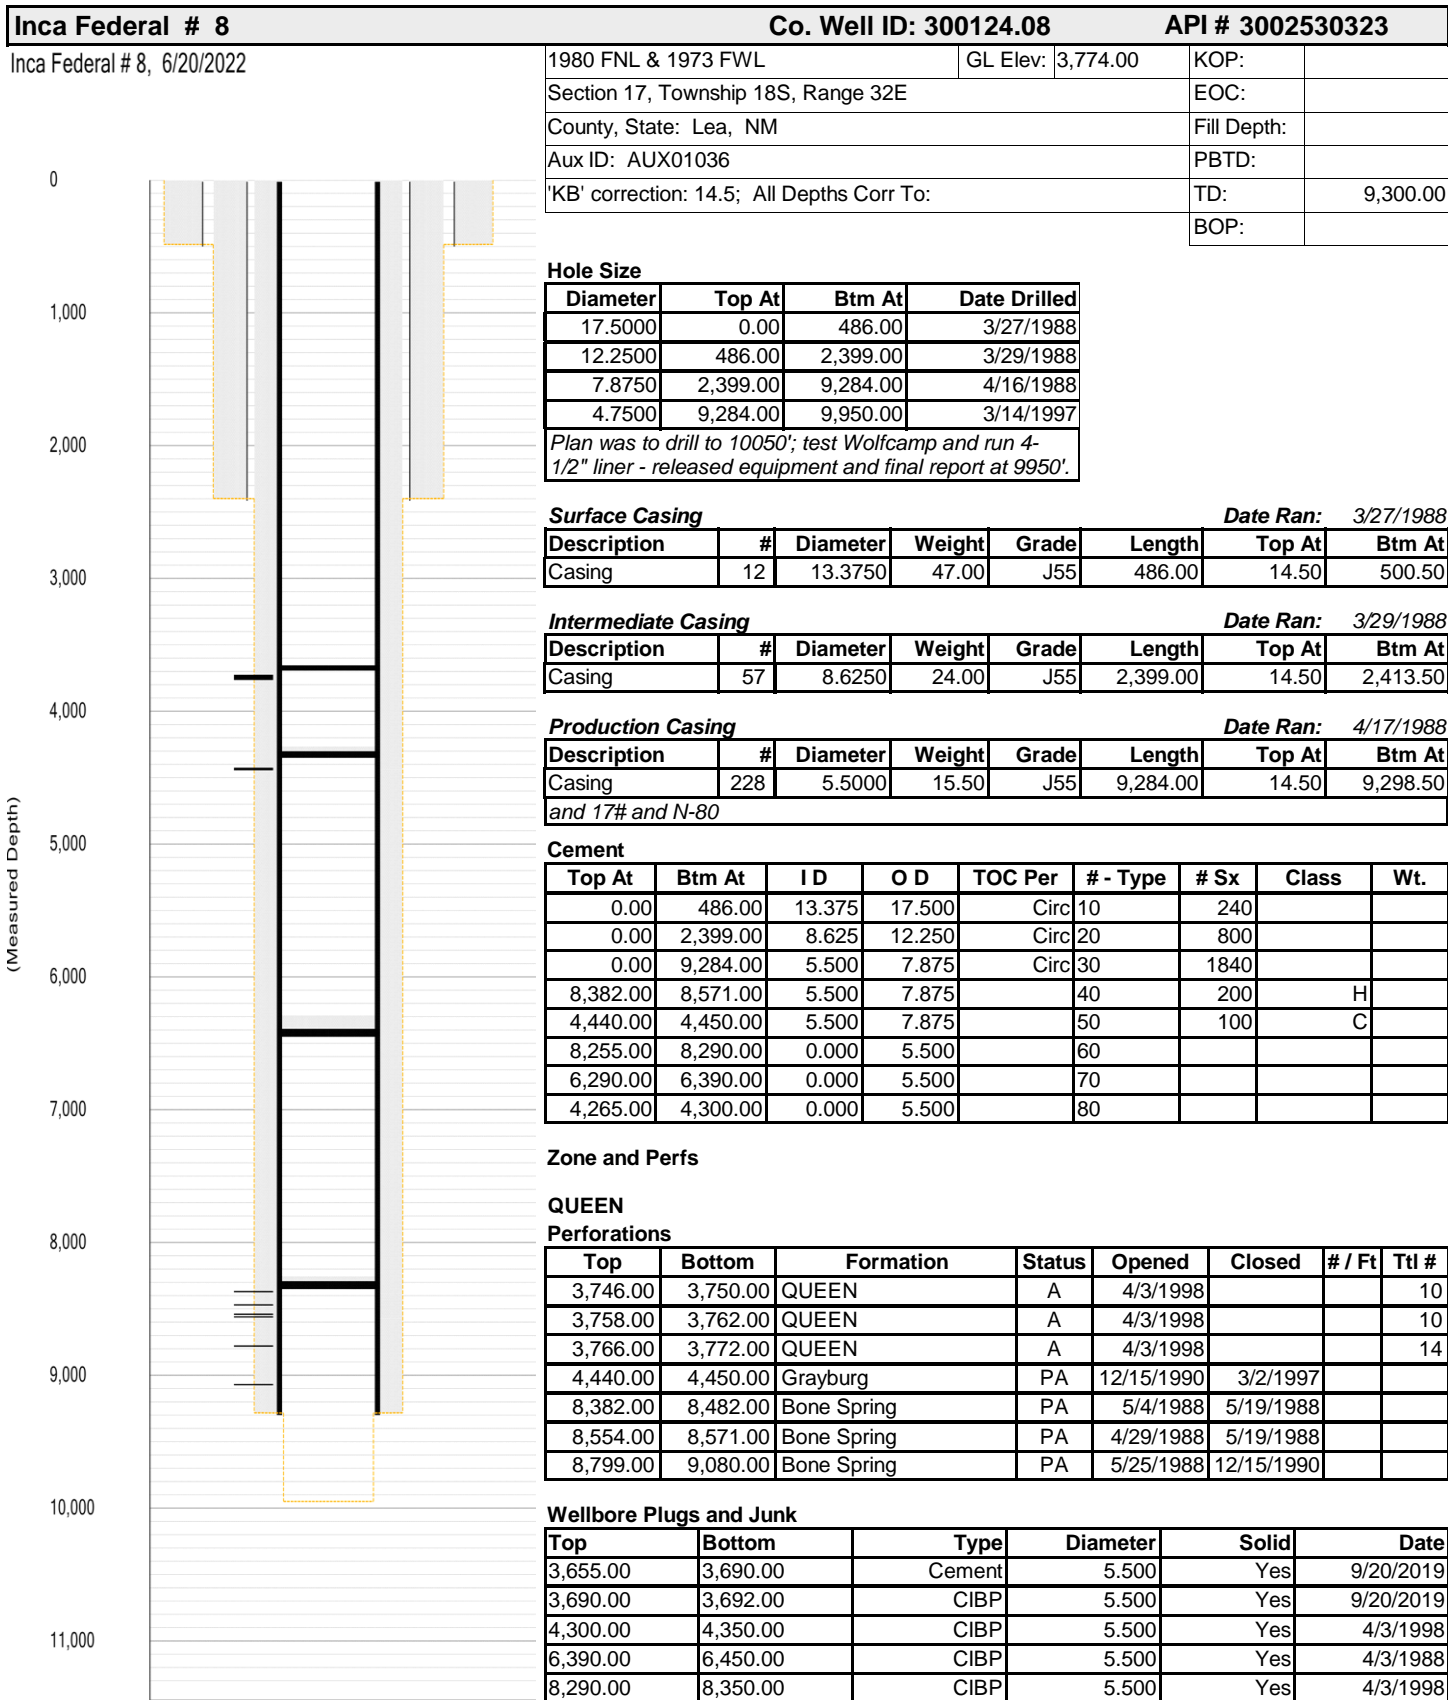 Inca Federal # 8 Co. Well ID: 300124.08 API # 3002530323
Inca Federal # 8, 6/20/2022
1980 FNL & 1973 FWL GL Elev: 3,774.00 KOP:
Section 17, Township 18S, Range 32E EOC:
County, State: Lea, NM Fill Depth:
Aux ID: AUX01036 PBTD:
'KB' correction: 14.5; All Depths Corr To: TD: 9,300.00
BOP:
(Measured Depth)
0
1,000
2,000
3,000
4,000
5,000
6,000
7,000
8,000
9,000
10,000
11,000
Hole Size
Diameter Top At Btm At Date Drilled
17.5000 0.00 486.00 3/27/1988
12.2500 486.00 2,399.00 3/29/1988
7.8750 2,399.00 9,284.00 4/16/1988
4.7500 9,284.00 9,950.00 3/14/1997
Plan was to drill to 10050'; test Wolfcamp and run 4-
1/2" liner - released equipment and final report at 9950'.
Surface Casing Date Ran: 3/27/1988
Description # Diameter Weight Grade Length Top At Btm At
Casing 12 13.3750 47.00 J55 486.00 14.50 500.50
Intermediate Casing Date Ran: 3/29/1988
Description # Diameter Weight Grade Length Top At Btm At
Casing 57 8.6250 24.00 J55 2,399.00 14.50 2,413.50
Production Casing Date Ran: 4/17/1988
Description # Diameter Weight Grade Length Top At Btm At
Casing 228 5.5000 15.50 J55 9,284.00 14.50 9,298.50
and 17# and N-80
Cement
Top At Btm At I D O D TOC Per # - Type # Sx Class Wt.
0.00 486.00 13.375 17.500 Circ 10 240
0.00 2,399.00 8.625 12.250 Circ 20 800
0.00 9,284.00 5.500 7.875 Circ 30 1840
8,382.00 8,571.00 5.500 7.875 40 200 H
4,440.00 4,450.00 5.500 7.875 50 100 C
8,255.00 8,290.00 0.000 5.500 60
6,290.00 6,390.00 0.000 5.500 70
4,265.00 4,300.00 0.000 5.500 80
Zone and Perfs
QUEEN
Perforations
Top Bottom Formation Status Opened Closed # / Ft Ttl #
3,746.00 3,750.00 QUEEN A 4/3/1998 10
3,758.00 3,762.00 QUEEN A 4/3/1998 10
3,766.00 3,772.00 QUEEN A 4/3/1998 14
4,440.00 4,450.00 Grayburg PA 12/15/1990 3/2/1997
8,382.00 8,482.00 Bone Spring PA 5/4/1988 5/19/1988
8,554.00 8,571.00 Bone Spring PA 4/29/1988 5/19/1988
8,799.00 9,080.00 Bone Spring PA 5/25/1988 12/15/1990
Wellbore Plugs and Junk
Top Bottom Type Diameter Solid Date
3,655.00 3,690.00 Cement 5.500 Yes 9/20/2019
3,690.00 3,692.00 CIBP 5.500 Yes 9/20/2019
4,300.00 4,350.00 CIBP 5.500 Yes 4/3/1998
6,390.00 6,450.00 CIBP 5.500 Yes 4/3/1988
8,290.00 8,350.00 CIBP 5.500 Yes 4/3/1998